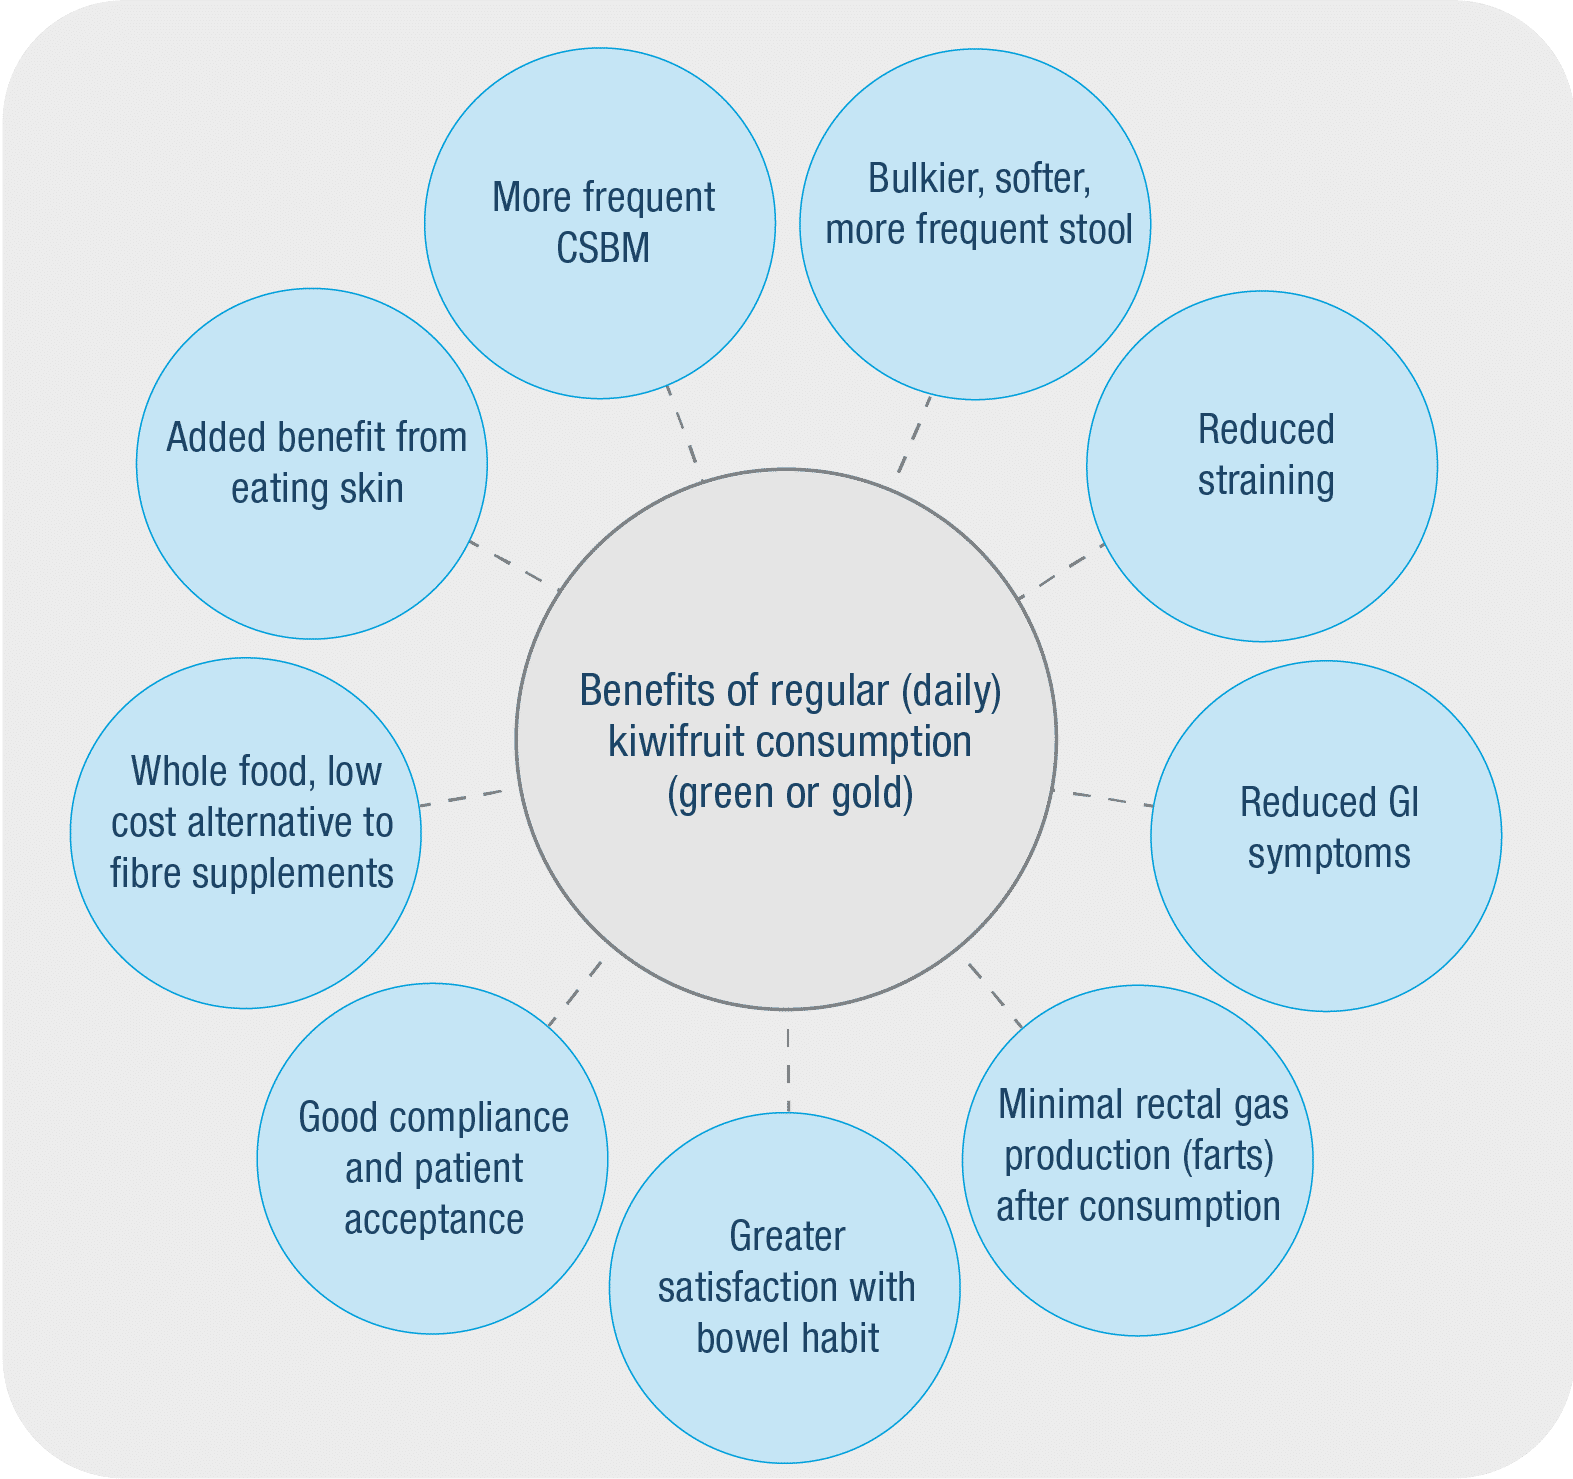 More frequent
CSBM
Bulkier, softer,
more frequent stool
Reduced
straining
Added benefit from
eating skin
Benefits of regular (daily)
kiwifruit consumption
(green or gold)
Whole food, low
cost alternative to
fibre supplements
Reduced GI
symptoms
Good compliance
and patient
acceptance
Minimal rectal gas
production (farts)
after consumption
Greater
satisfaction with
bowel habit